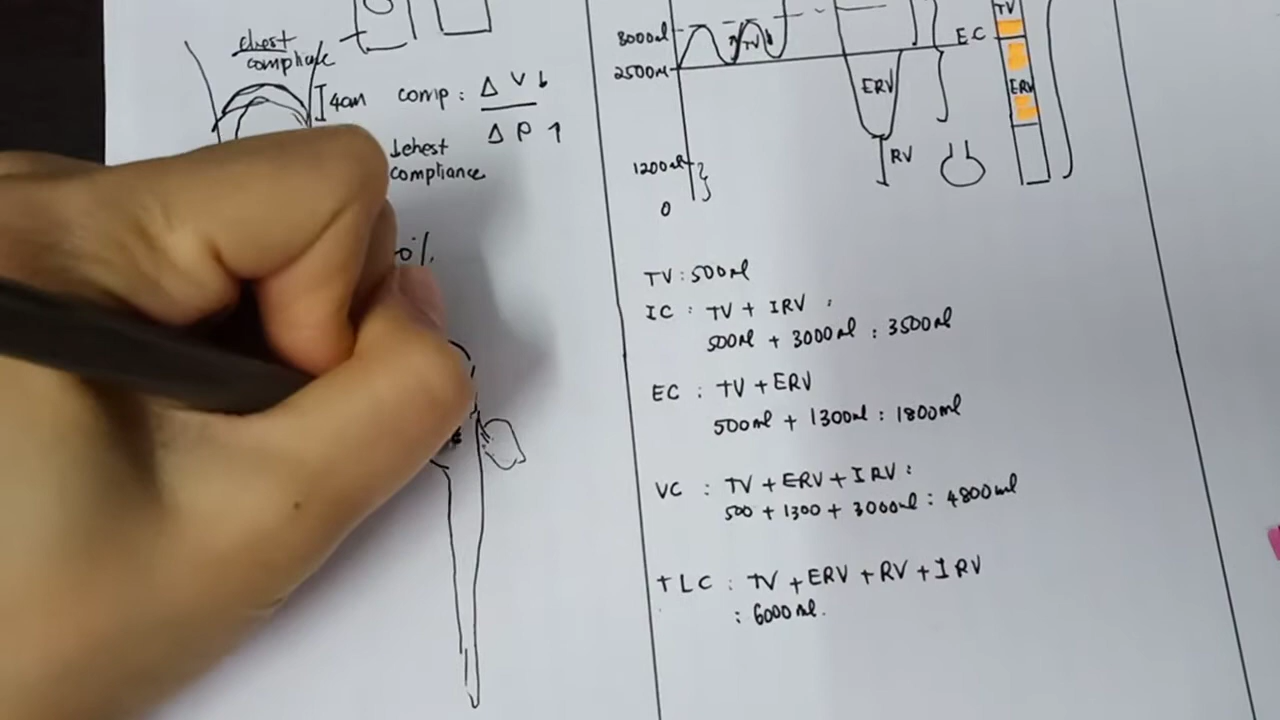 chest
compliance
4cm
comp : Δ V ↓
Δ P ↑
↓chest
compliance
0%.
3000ml
TV
2500ml
ERV
1200ml
RV
0
EC
TV
ERV
TV : 500ml
IC : TV + IRV :
500ml + 3000ml : 3500ml
EC : TV + ERV
500ml + 1300ml : 1800ml
VC : TV + ERV + IRV :
500 + 1300 + 3000ml : 4800ml
TLC : TV + ERV + RV + IRV
: 6000ml.